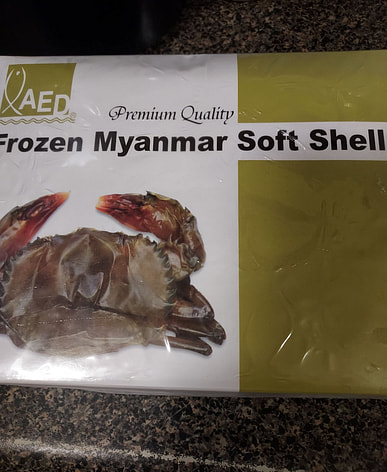 AED
Premium Quality
Frozen Myanmar Soft Shell